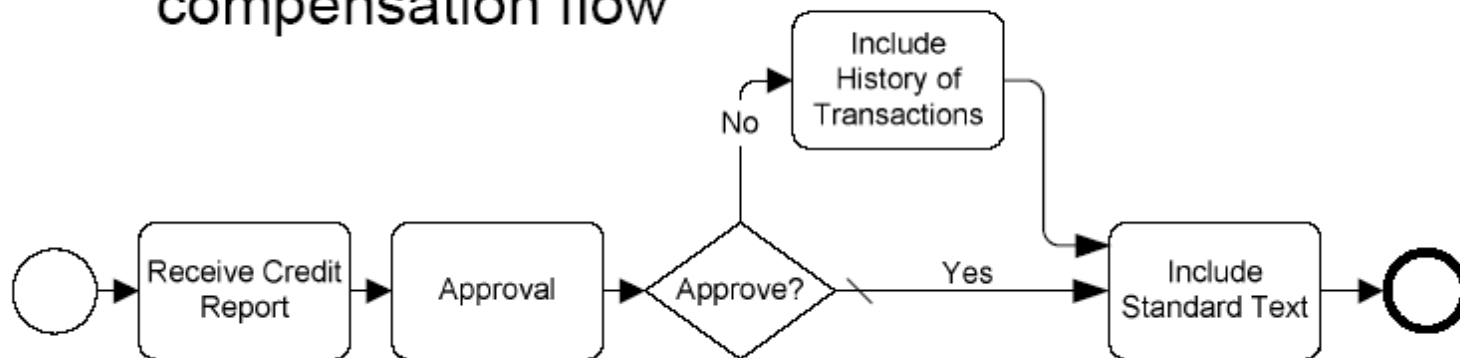 compensation flow
Include
History of
Transactions
No
Receive Credit
Report
Approval
Approve?
Yes
Include
Standard Text